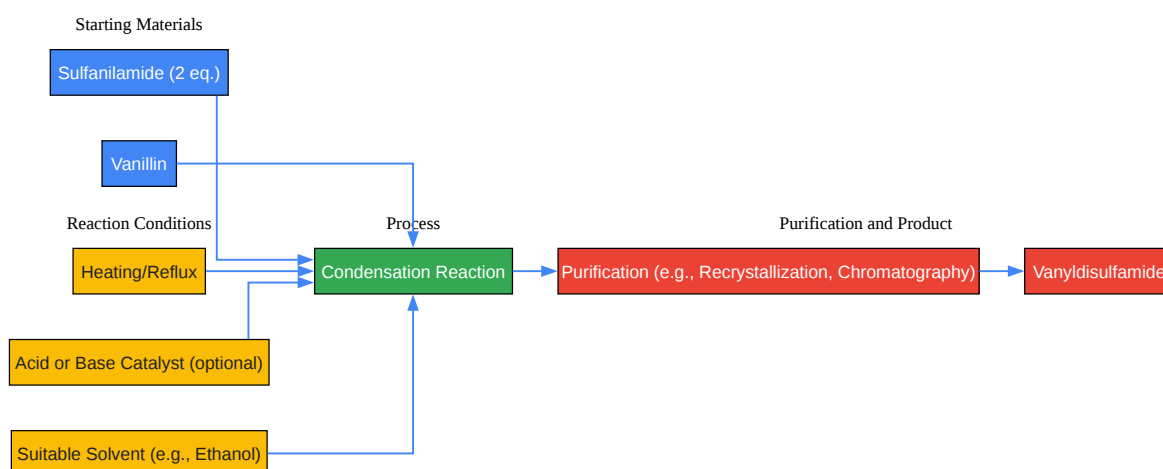 Starting Materials
Sulfanilamide (2 eq.)
Vanillin
Reaction Conditions
Process
Purification and Product
Heating/Reflux
Condensation Reaction
Purification (e.g., Recrystallization, Chromatography)
Vanyldisulfamide
Acid or Base Catalyst (optional)
Suitable Solvent (e.g., Ethanol)